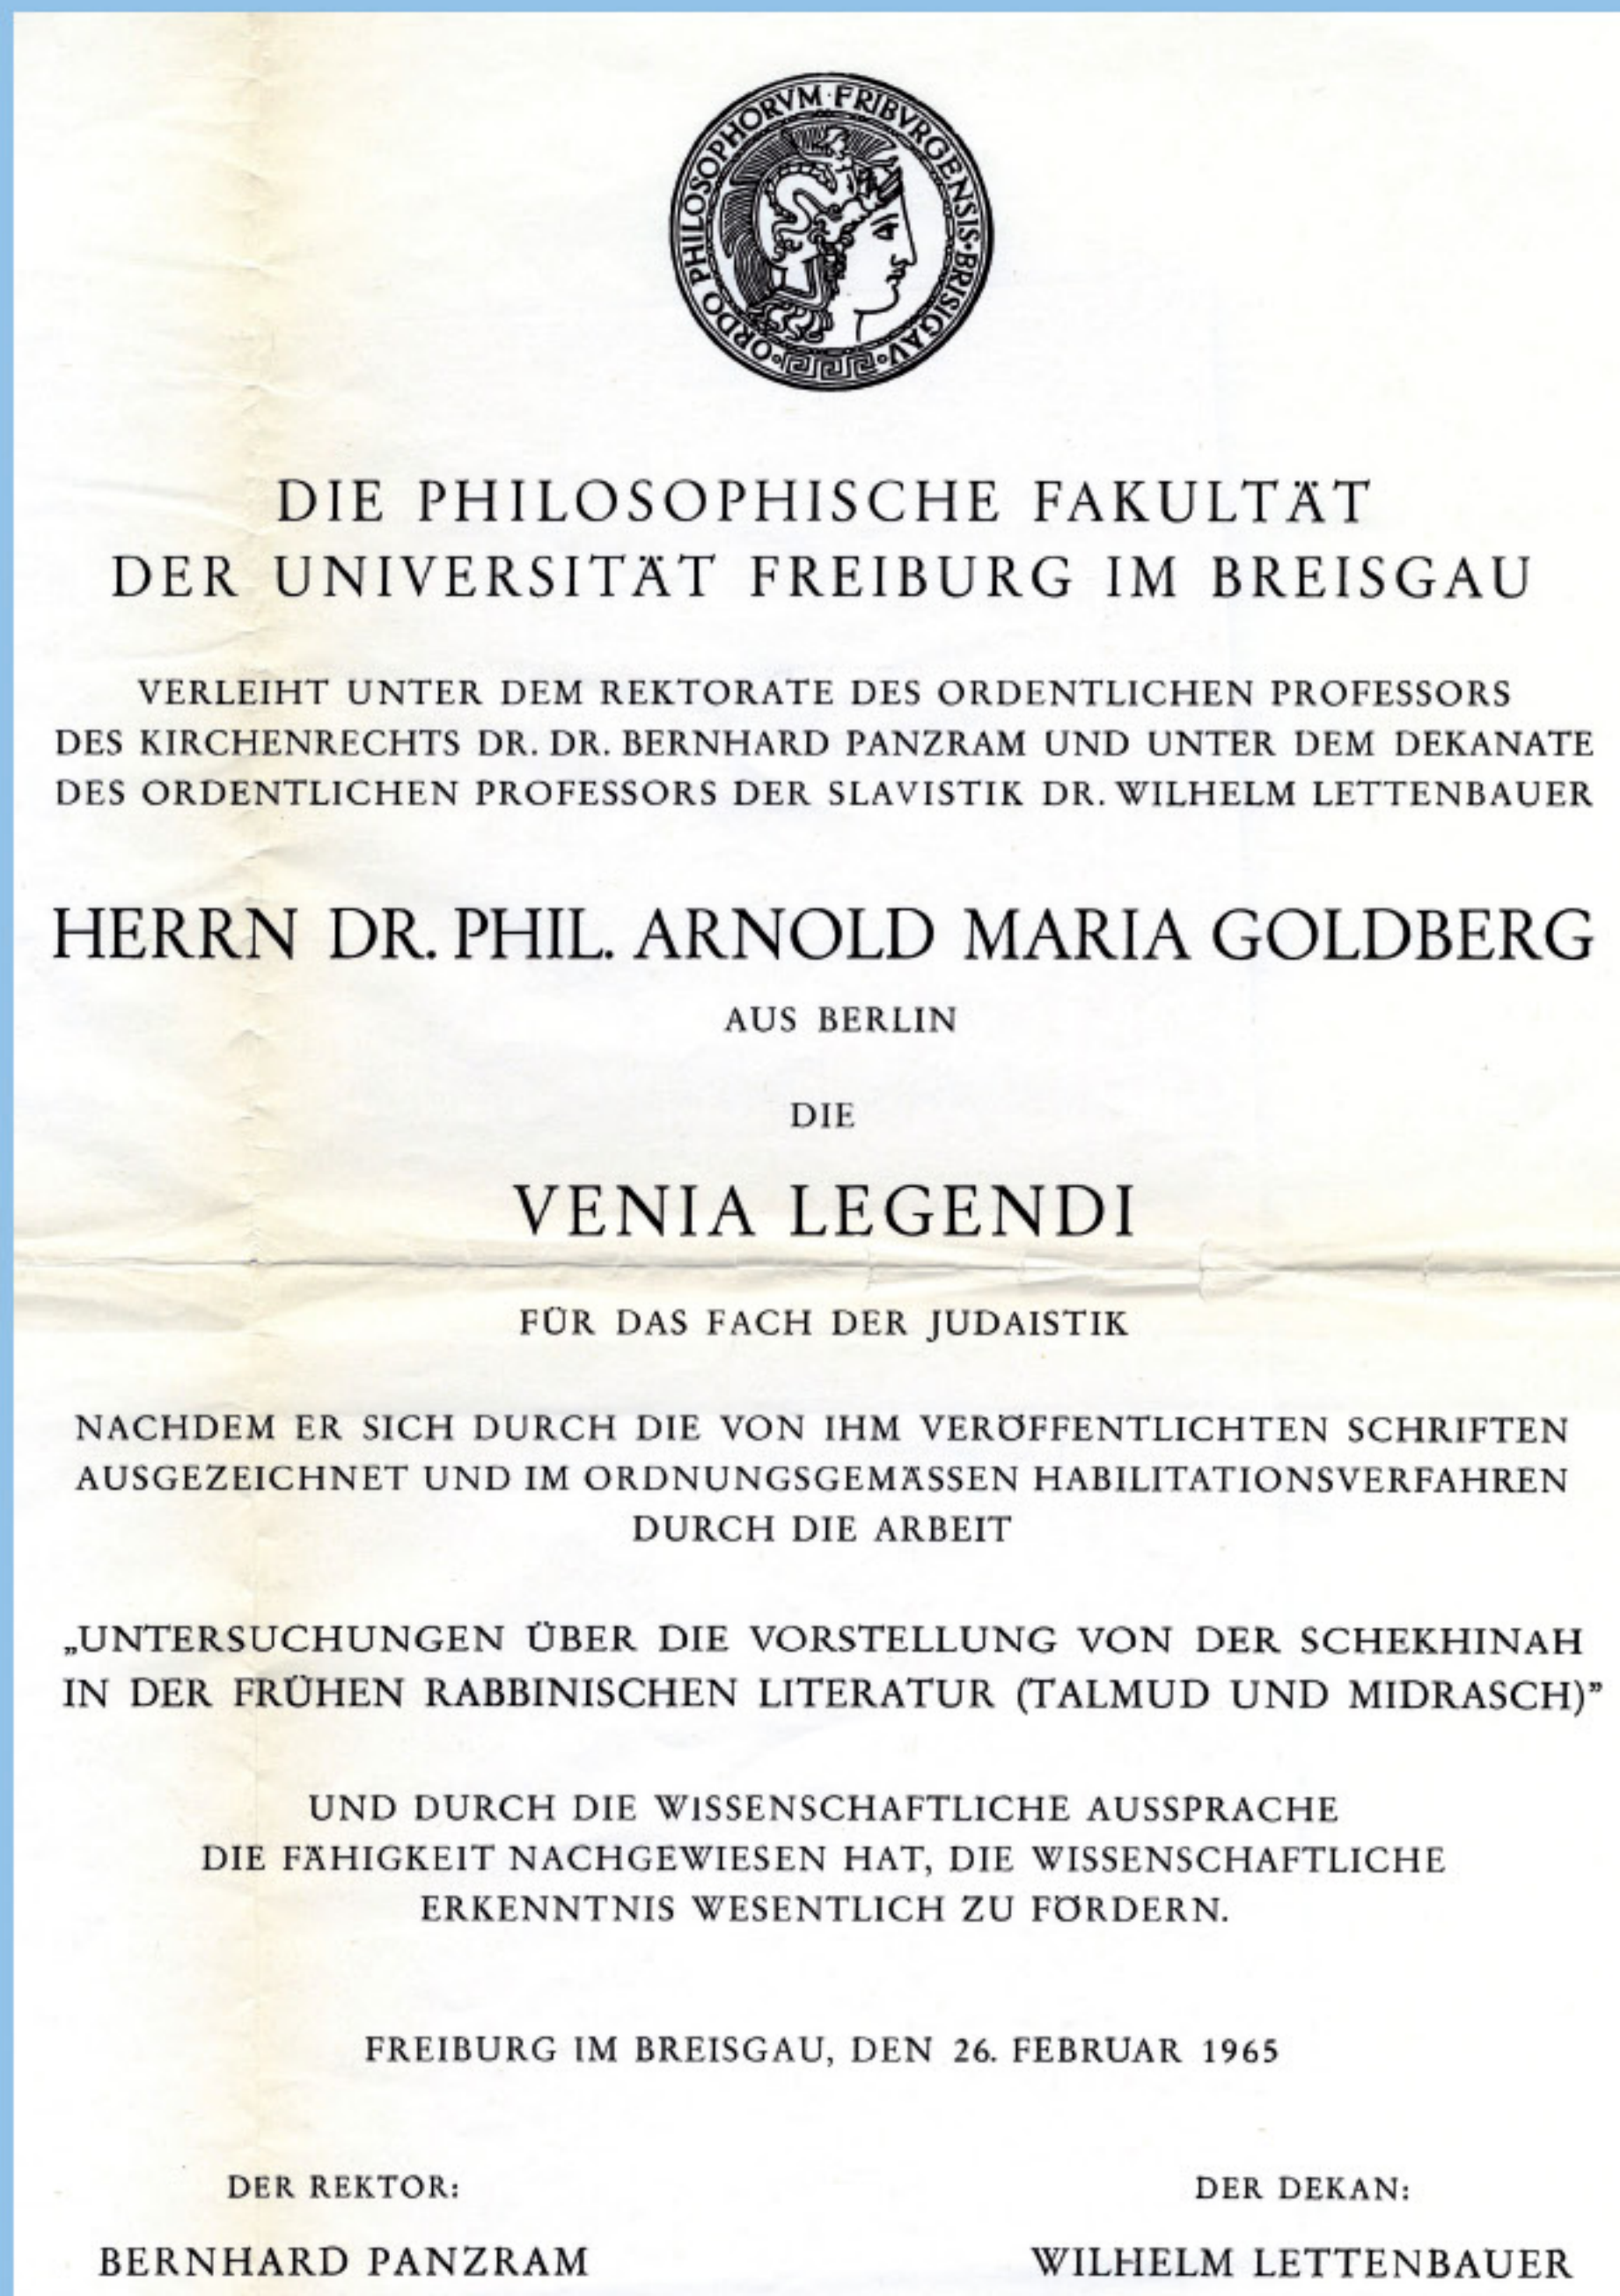 ORDO PHILOSOPHORVM·FRIBVRGENSIS·BRISIGAV·
DIE PHILOSOPHISCHE FAKULTÄT
DER UNIVERSITÄT FREIBURG IM BREISGAU
VERLEIHT UNTER DEM REKTORATE DES ORDENTLICHEN PROFESSORS
DES KIRCHENRECHTS DR. DR. BERNHARD PANZRAM UND UNTER DEM DEKANATE
DES ORDENTLICHEN PROFESSORS DER SLAVISTIK DR. WILHELM LETTENBAUER
HERRN DR. PHIL. ARNOLD MARIA GOLDBERG
AUS BERLIN
DIE
VENIA LEGENDI
FÜR DAS FACH DER JUDAISTIK
NACHDEM ER SICH DURCH DIE VON IHM VERÖFFENTLICHTEN SCHRIFTEN
AUSGEZEICHNET UND IM ORDNUNGSGEMÄSSEN HABILITATIONSVERFAHREN
DURCH DIE ARBEIT
„UNTERSUCHUNGEN ÜBER DIE VORSTELLUNG VON DER SCHEKHINAH
IN DER FRÜHEN RABBINISCHEN LITERATUR (TALMUD UND MIDRASCH)”
UND DURCH DIE WISSENSCHAFTLICHE AUSSPRACHE
DIE FÄHIGKEIT NACHGEWIESEN HAT, DIE WISSENSCHAFTLICHE
ERKENNTNIS WESENTLICH ZU FÖRDERN.
FREIBURG IM BREISGAU, DEN 26. FEBRUAR 1965
DER REKTOR:
DER DEKAN:
BERNHARD PANZRAM
WILHELM LETTENBAUER